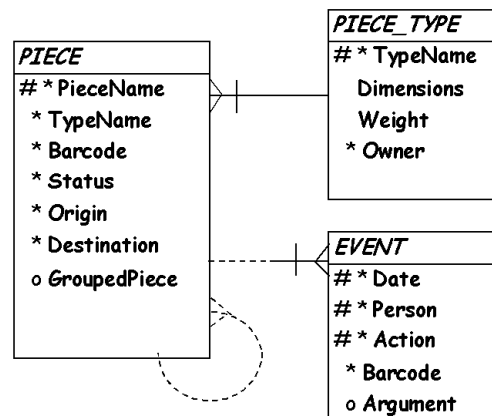 PIECE
# * PieceName
* TypeName
* Barcode
* Status
* Origin
* Destination
o GroupedPiece
PIECE_TYPE
# * TypeName
Dimensions
Weight
* Owner
EVENT
# * Date
# * Person
# * Action
* Barcode
o Argument